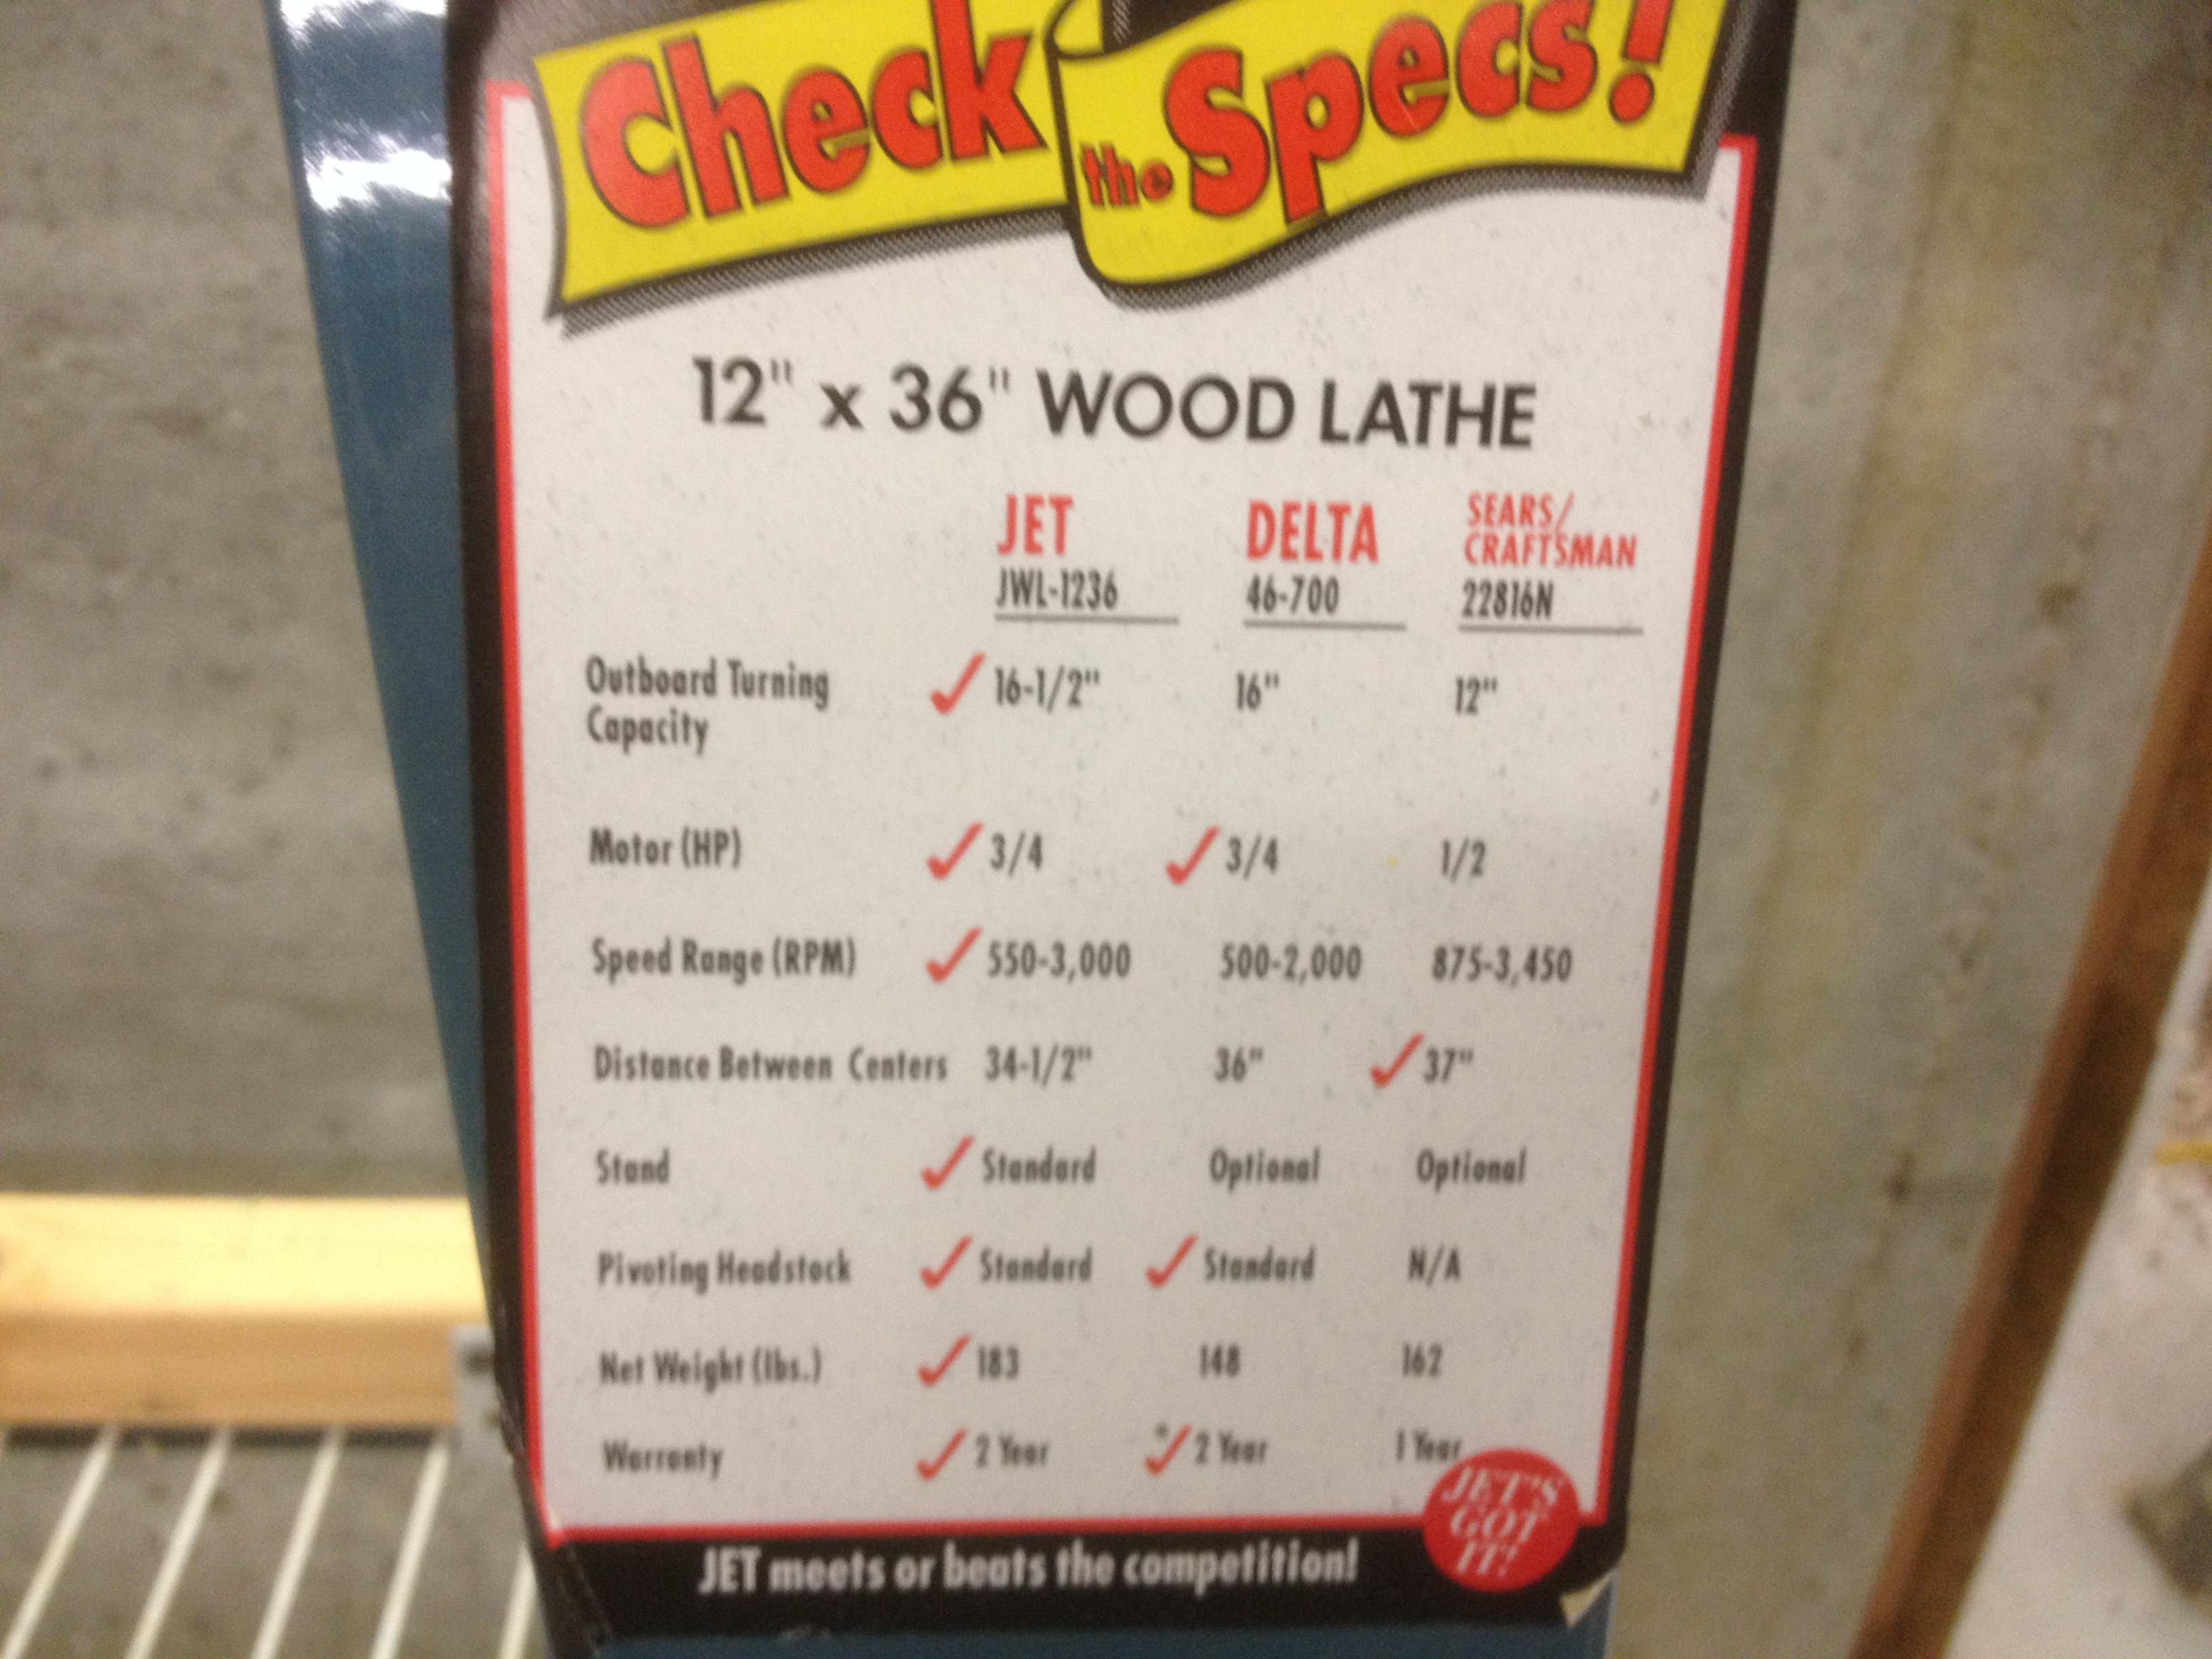 Check the Specs!
12" x 36" WOOD LATHE
JET DELTA SEARS/
CRAFTSMAN
JWL-1236 46-700 22816N
Outboard Turning 16-1/2" 16" 12"
Capacity
Motor (HP) 3/4 3/4 1/2
Speed Range (RPM) 550-3,000 500-2,000 875-3,450
Distance Between Centers 34-1/2" 36" 37"
Stand Standard Optional Optional
Pivoting Headstock Standard Standard N/A
Net Weight (lbs.) 183 148 162
Warranty 2 Year * 2 Year 1 Year
JET'S
GOT
IT!
JET meets or beats the competition!